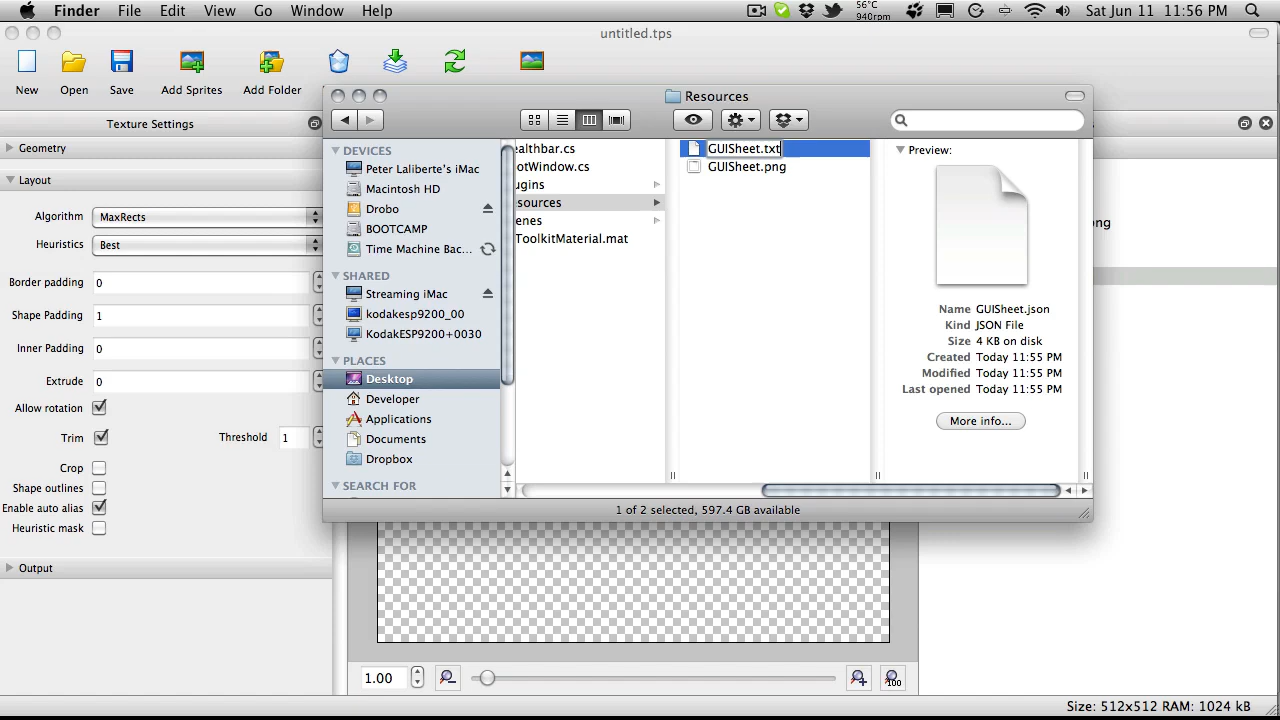 Finder File Edit View Go Window Help 56°C 940rpm Sat Jun 11 11:56 PM
untitled.tps
New Open Save Add Sprites Add Folder
Resources
Texture Settings
Geometry
Layout
Algorithm MaxRects
Heuristics Best
Border padding 0
Shape Padding 1
Inner Padding 0
Extrude 0
Allow rotation
Trim Threshold 1
Crop
Shape outlines
Enable auto alias
Heuristic mask
Output
DEVICES
Peter Laliberte's iMac
Macintosh HD
Drobo
BOOTCAMP
Time Machine Bac...
SHARED
Streaming iMac
kodakesp9200_00
KodakESP9200+0030
PLACES
Desktop
Developer
Applications
Documents
Dropbox
SEARCH FOR
ealthbar.cs
otWindow.cs
ugins
sources
enes
ToolkitMaterial.mat
GUISheet.txt
GUISheet.png
Preview:
Name GUISheet.json
Kind JSON File
Size 4 KB on disk
Created Today 11:55 PM
Modified Today 11:55 PM
Last opened Today 11:55 PM
More info...
ng
1 of 2 selected, 597.4 GB available
1.00
100
Size: 512x512 RAM: 1024 kB